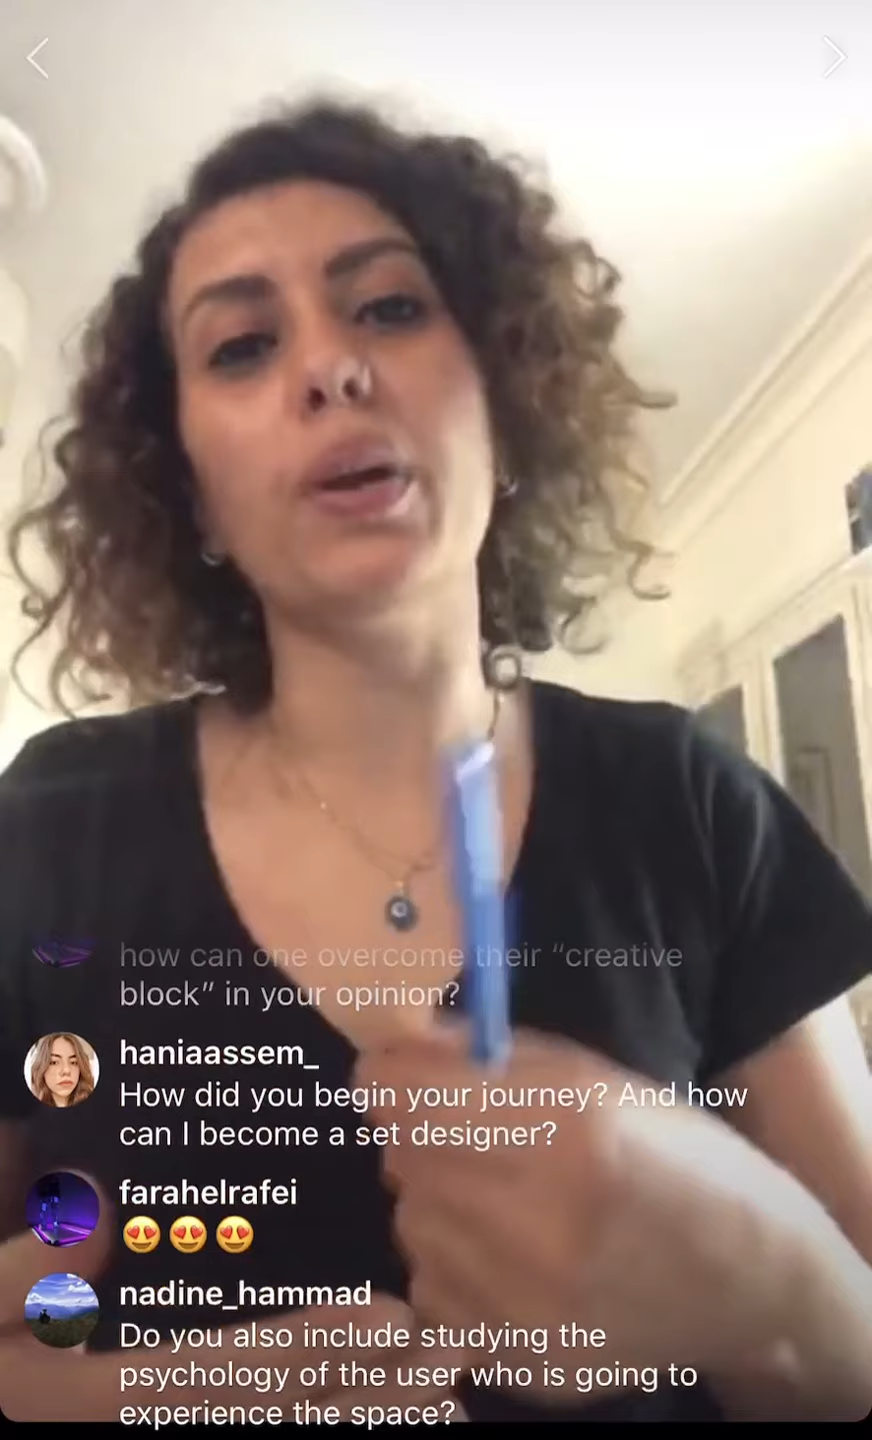 how can one overcome their “creative
block” in your opinion?
haniaassem_
How did you begin your journey? And how
can I become a set designer?
farahelrafei
😍😍😍
nadine_hammad
Do you also include studying the
psychology of the user who is going to
experience the space?